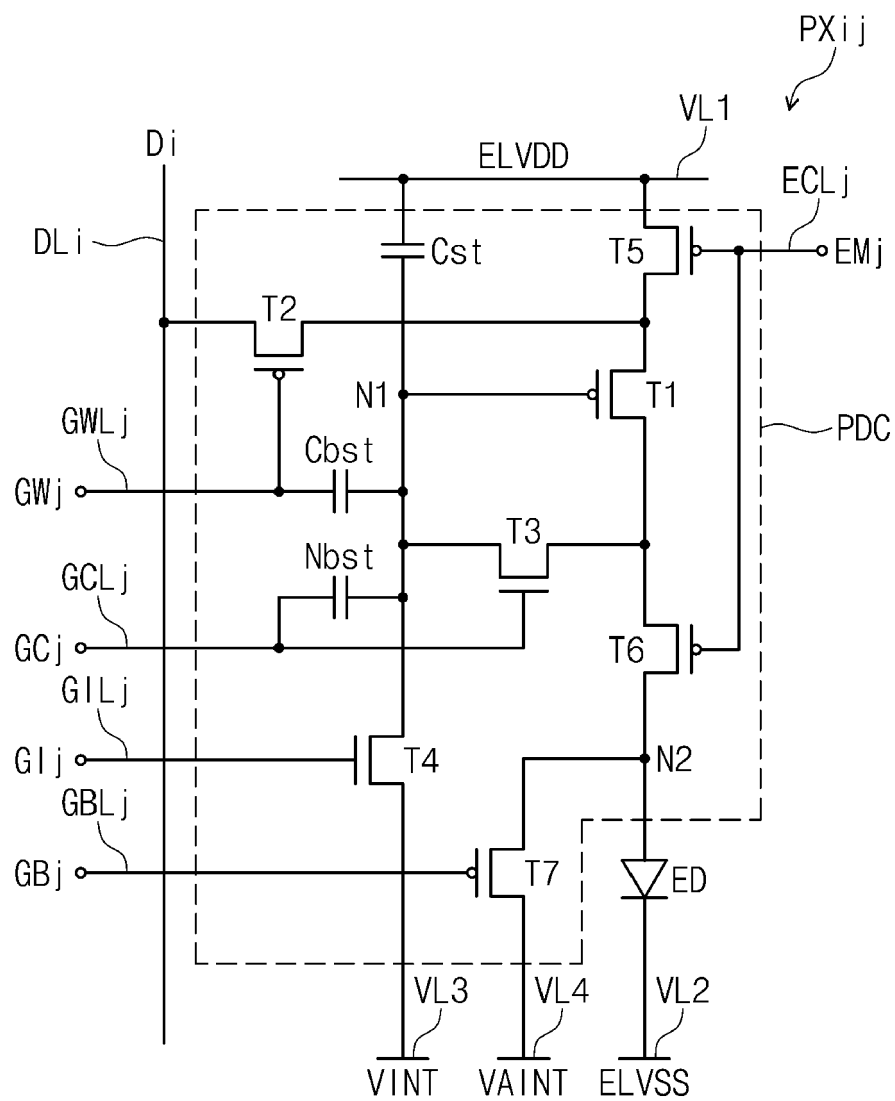 PXij
VL1
Di
ELVDD
ECLj
DLi
Cst
T5
EMj
T2
N1
T1
GWLj
PDC
Cbst
GWj
T3
Nbst
GCLj
GCj
T6
GILj
GIj
T4
N2
GBLj
GBj
T7
ED
VL3
VL4
VL2
VINT
VAINT
ELVSS